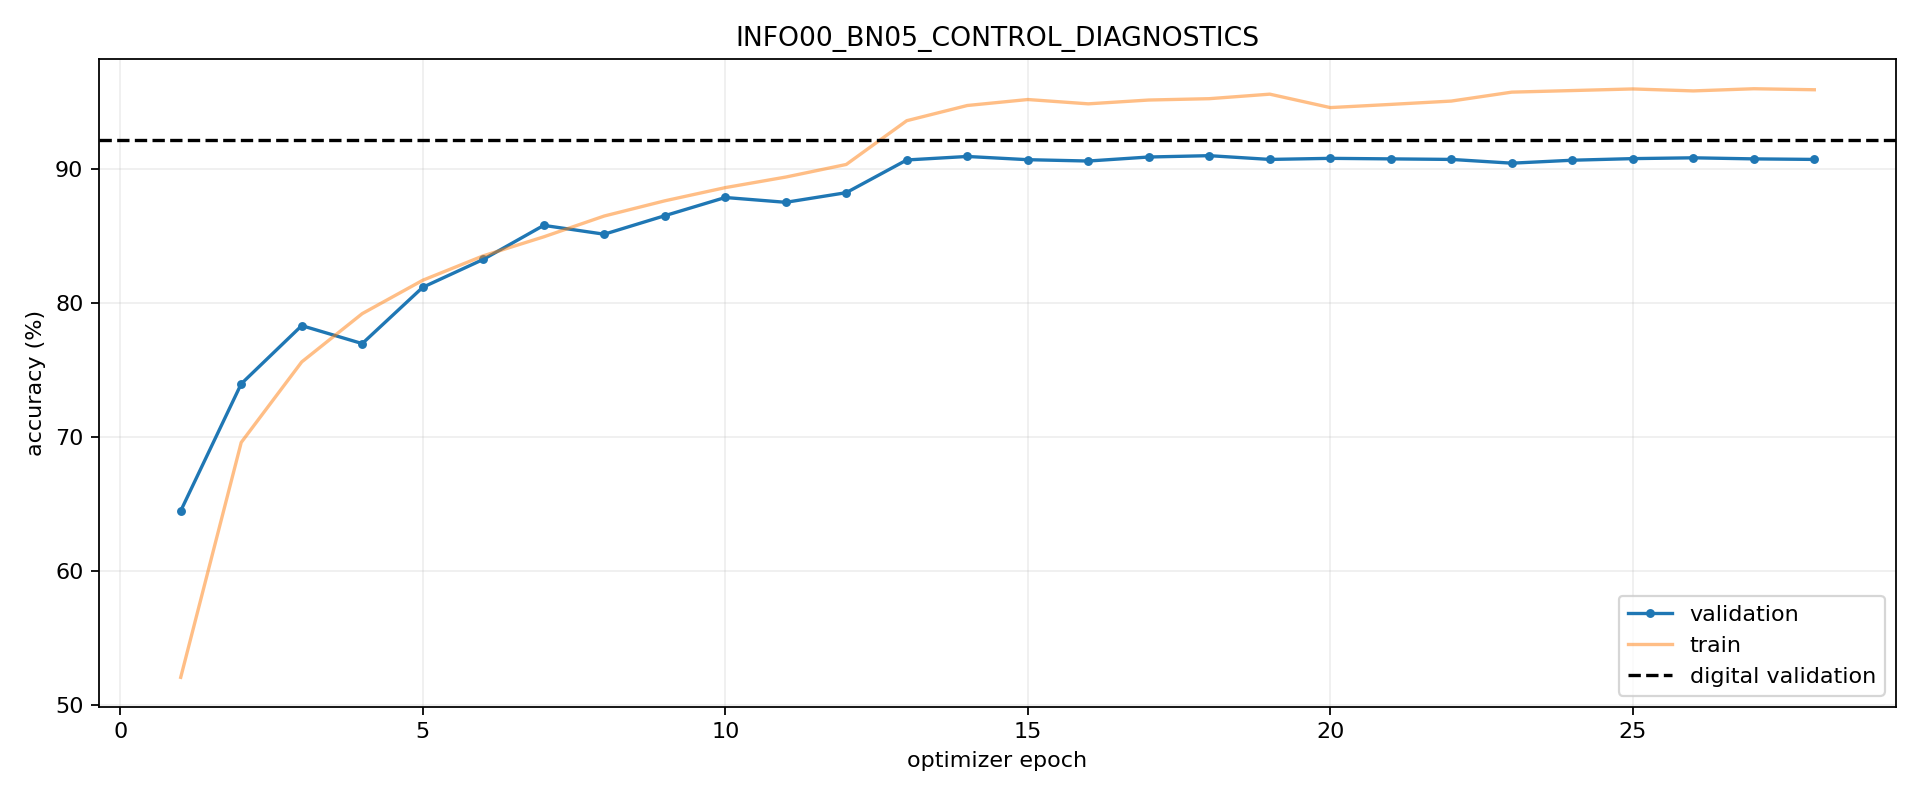 INFO00_BN05_CONTROL_DIAGNOSTICS
accuracy (%)
90
80
70
60
50
0 5 10 15 20 25
optimizer epoch
validation
train
digital validation